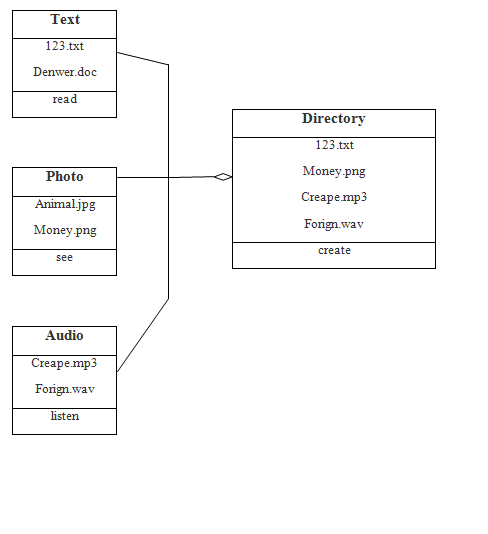 Text
123.txt
Denwer.doc
read
Photo
Animal.jpg
Money.png
see
Audio
Creape.mp3
Forign.wav
listen
Directory
123.txt
Money.png
Creape.mp3
Forign.wav
create